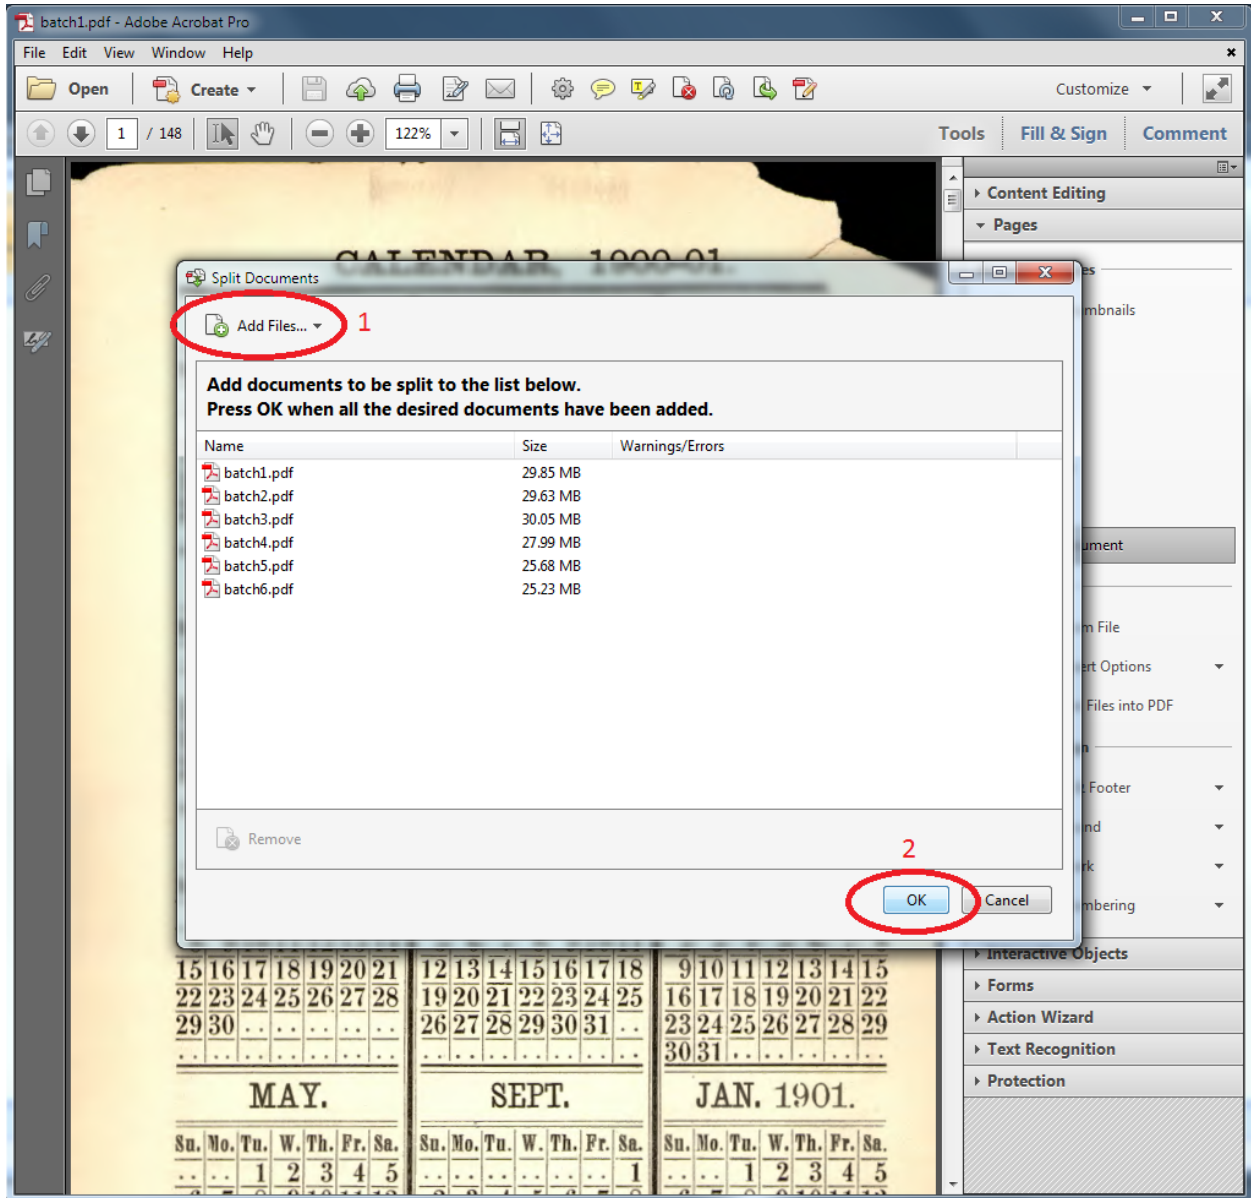 batch1.pdf - Adobe Acrobat Pro
File Edit View Window Help
Open Create Customize
1 / 148 122% Tools Fill & Sign Comment
Content Editing
Pages
CALENDAR, 1900-01.
Split Documents
Add Files... 1
mbnails
Add documents to be split to the list below.
Press OK when all the desired documents have been added.
Name Size Warnings/Errors
batch1.pdf 29.85 MB
batch2.pdf 29.63 MB
batch3.pdf 30.05 MB
batch4.pdf 27.99 MB
batch5.pdf 25.68 MB
batch6.pdf 25.23 MB
ument
m File
ert Options
Files into PDF
Footer
nd
rk
mbering
Remove
2
OK Cancel
Interactive Objects
Forms
Action Wizard
Text Recognition
Protection
15 16 17 18 19 20 21 12 13 14 15 16 17 18 9 10 11 12 13 14 15
22 23 24 25 26 27 28 19 20 21 22 23 24 25 16 17 18 19 20 21 22
29 30 .. .. .. .. .. 26 27 28 29 30 31 .. 23 24 25 26 27 28 29
.. .. .. .. .. .. .. .. .. .. .. .. .. .. 30 31 .. .. .. .. ..
MAY. SEPT. JAN. 1901.
Su. Mo. Tu. W. Th. Fr. Sa. Su. Mo. Tu. W. Th. Fr. Sa. Su. Mo. Tu. W. Th. Fr. Sa.
.. .. 1 2 3 4 5 .. .. .. .. .. .. 1 .. .. 1 2 3 4 5